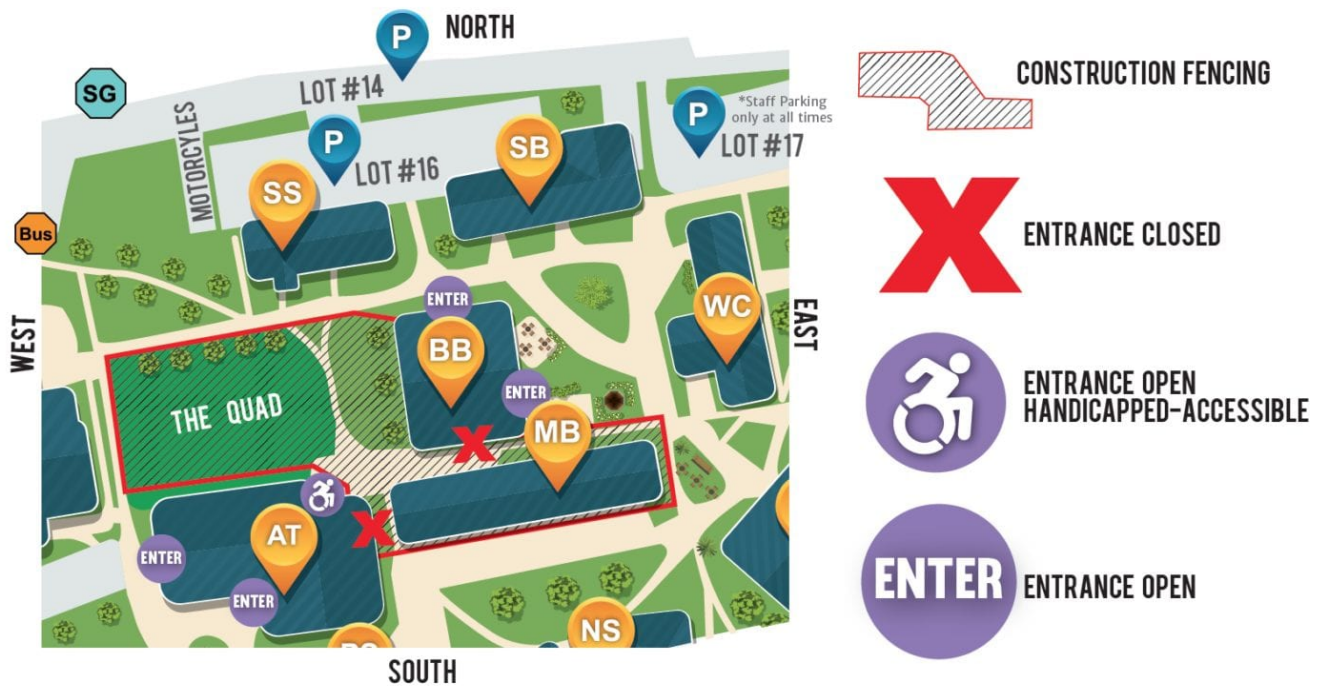 NORTH
P
SG
LOT #14
MOTORCYLES
P
LOT #16
P
*Staff Parking
only at all times
LOT #17
SB
SS
Bus
WC
ENTER
BB
ENTER
WEST
EAST
THE QUAD
MB
AT
ENTER
ENTER
NS
SOUTH
CONSTRUCTION FENCING
X
ENTRANCE CLOSED
ENTRANCE OPEN
HANDICAPPED-ACCESSIBLE
ENTER
ENTRANCE OPEN